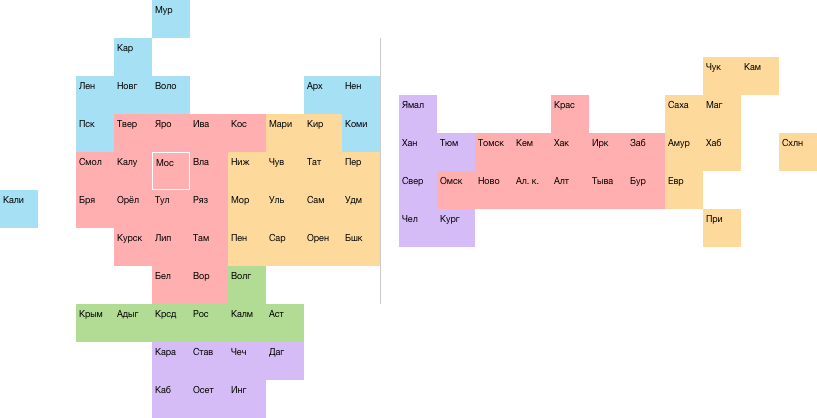 Мур
Кар
Чук Кам
Лен Новг Воло Арх Нен
Ямал Крас Саха Маг
Пск Твер Яро Ива Кос Мари Кир Коми
Хан Тюм Томск Кем Хак Ирк Заб Амур Хаб Схлн
Смол Калу Мос Вла Ниж Чув Тат Пер
Свер Омск Ново Ал. к. Алт Тыва Бур Евр
Кали Бря Орёл Тул Ряз Мор Уль Сам Удм
Чел Кург При
Курск Лип Там Пен Сар Орен Бшк
Бел Вор Волг
Крым Адыг Крсд Рос Калм Аст
Кара Став Чеч Даг
Каб Осет Инг